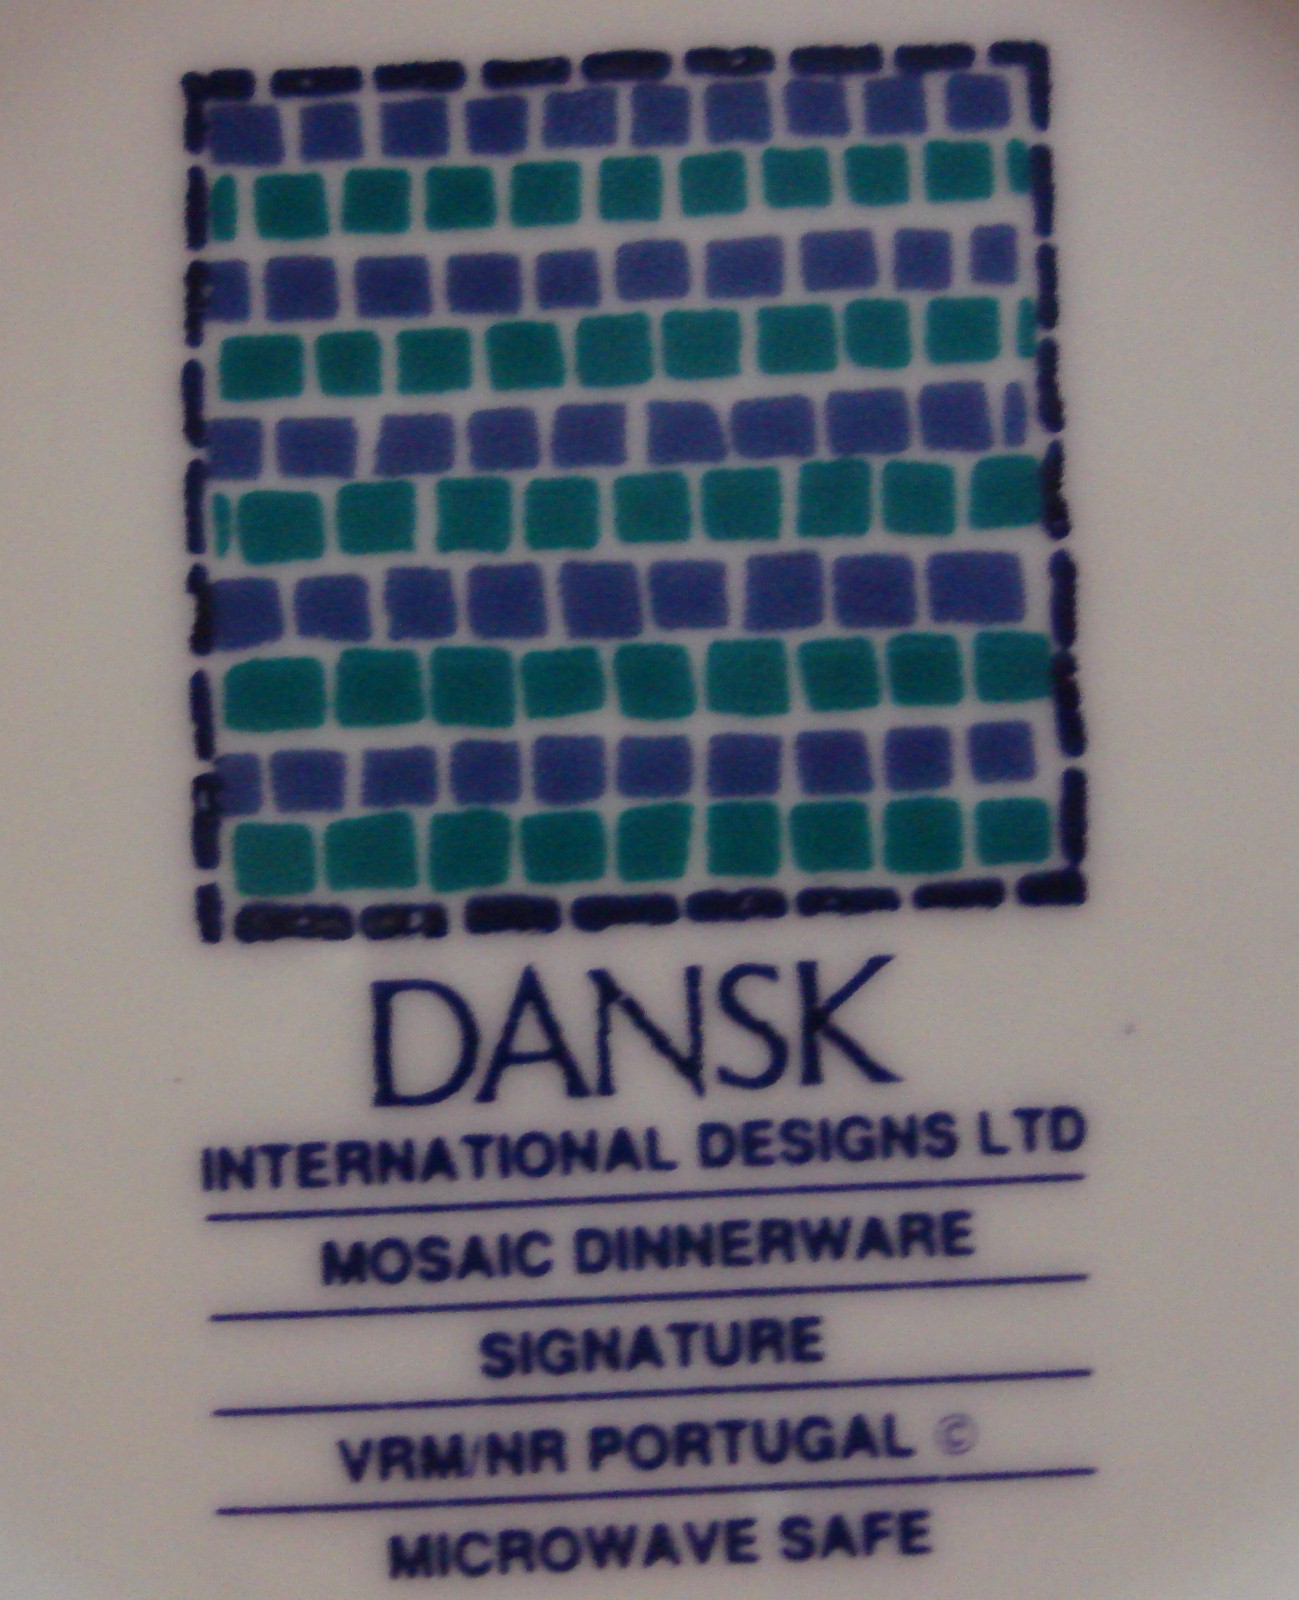 DANSK
INTERNATIONAL DESIGNS LTD
MOSAIC DINNERWARE
SIGNATURE
VRM/NR PORTUGAL ©
MICROWAVE SAFE